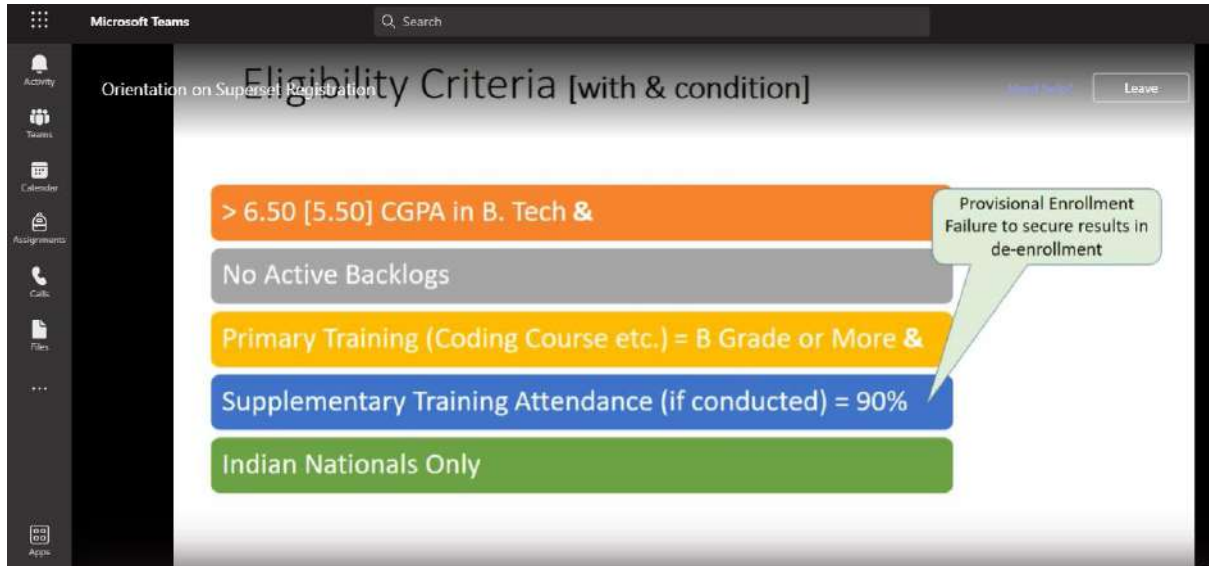 Microsoft Teams
Search
Activity
Teams
Calendar
Assignments
Calls
Files
...
Apps
Orientation on Superset Registration
Leave
Eligibility Criteria [with & condition]
> 6.50 [5.50] CGPA in B. Tech &
No Active Backlogs
Primary Training (Coding Course etc.) = B Grade or More &
Supplementary Training Attendance (if conducted) = 90%
Indian Nationals Only
Provisional Enrollment
Failure to secure results in
de-enrollment